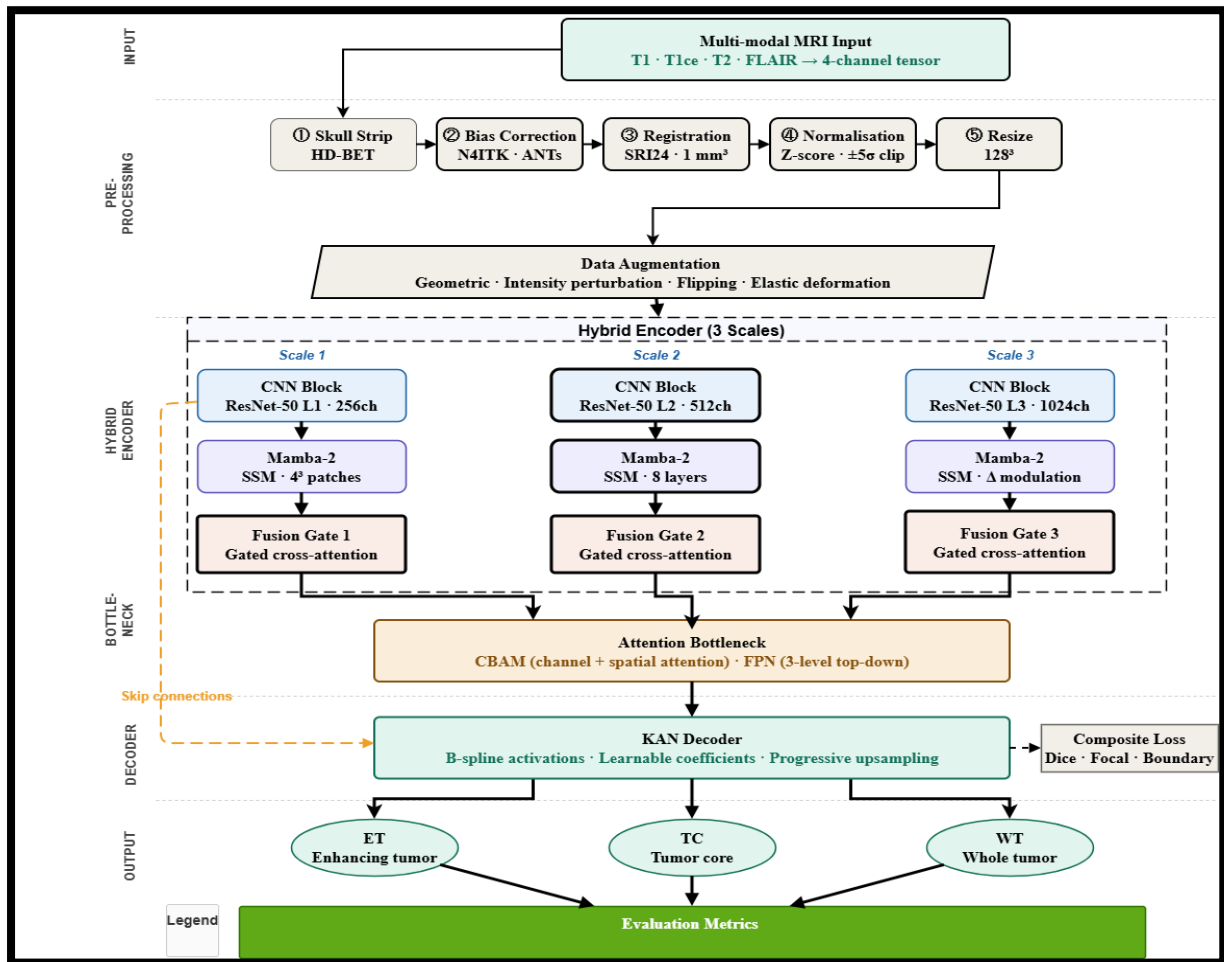 INPUT
Multi-modal MRI Input
T1 · T1ce · T2 · FLAIR → 4-channel tensor
PRE-
PROCESSING
① Skull Strip
HD-BET
② Bias Correction
N4ITK · ANTs
③ Registration
SRI24 · 1 mm³
④ Normalisation
Z-score · ±5σ clip
⑤ Resize
128³
Data Augmentation
Geometric · Intensity perturbation · Flipping · Elastic deformation
HYBRID
ENCODER
Hybrid Encoder (3 Scales)
Scale 1
Scale 2
Scale 3
CNN Block
ResNet-50 L1 · 256ch
CNN Block
ResNet-50 L2 · 512ch
CNN Block
ResNet-50 L3 · 1024ch
Mamba-2
SSM · 4³ patches
Mamba-2
SSM · 8 layers
Mamba-2
SSM · Δ modulation
Fusion Gate 1
Gated cross-attention
Fusion Gate 2
Gated cross-attention
Fusion Gate 3
Gated cross-attention
BOTTLE-
NECK
Attention Bottleneck
CBAM (channel + spatial attention) · FPN (3-level top-down)
Skip connections
DECODER
KAN Decoder
B-spline activations · Learnable coefficients · Progressive upsampling
Composite Loss
Dice · Focal · Boundary
OUTPUT
ET
Enhancing tumor
TC
Tumor core
WT
Whole tumor
Legend
Evaluation Metrics